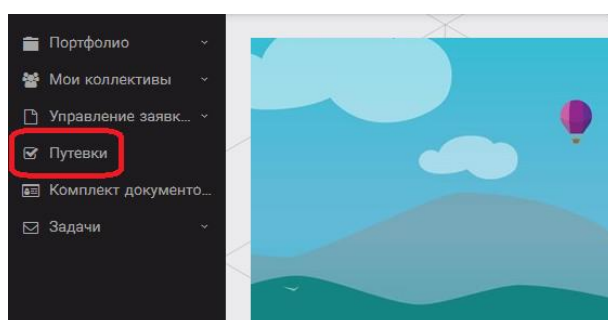 Портфолио
Мои коллективы
Управление заявк...
Путевки
Комплект документо...
Задачи